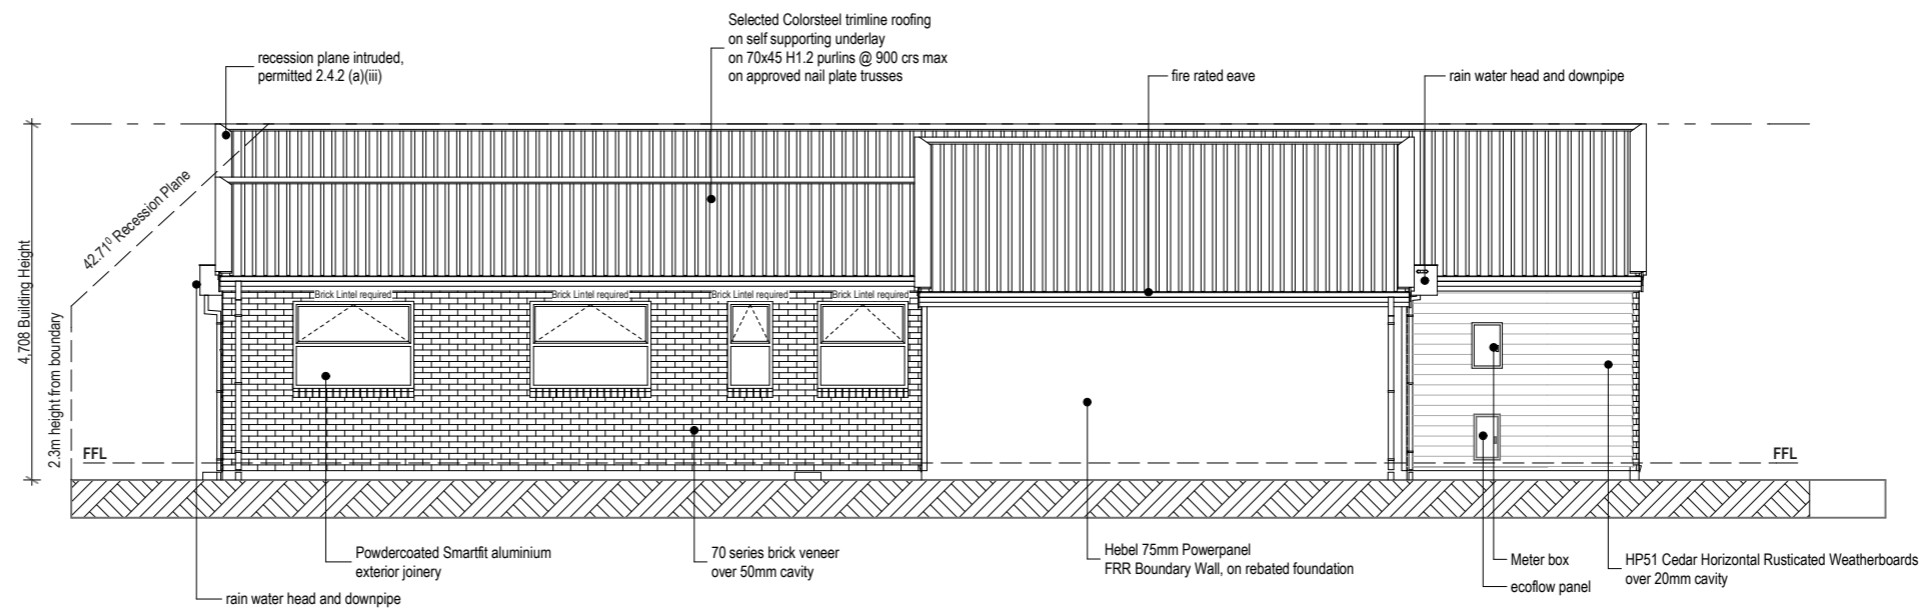 Selected Colorsteel trimline roofing
on self supporting underlay
on 70x45 H1.2 purlins @ 900 crs max
on approved nail plate trusses
recession plane intruded,
permitted 2.4.2 (a)(iii)
fire rated eave
rain water head and downpipe
42.71⁰ Recession Plane
4,708 Building Height
2.3m height from boundary
Brick Lintel required
Brick Lintel required
Brick Lintel required
Brick Lintel required
FFL
FFL
Powdercoated Smartfit aluminium
exterior joinery
70 series brick veneer
over 50mm cavity
Hebel 75mm Powerpanel
FRR Boundary Wall, on rebated foundation
Meter box
ecoflow panel
HP51 Cedar Horizontal Rusticated Weatherboards
over 20mm cavity
rain water head and downpipe